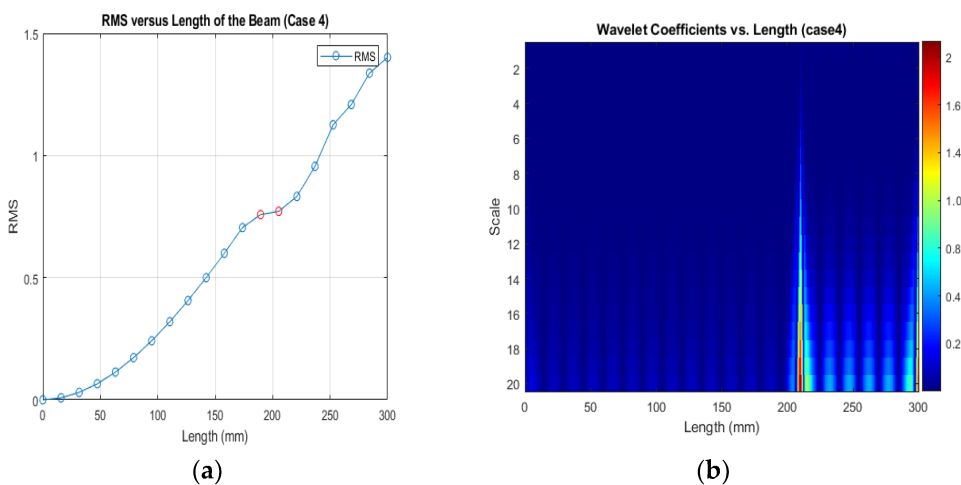 RMS versus Length of the Beam (Case 4)
1.5
1
0.5
0
RMS
RMS
0 50 100 150 200 250 300
Length (mm)
(a)
Wavelet Coefficients vs. Length (case4)
2
4
6
8
10
12
14
16
18
20
Scale
0 50 100 150 200 250 300
Length (mm)
2
1.6
1.4
1.2
1.0
0.8
0.4
0.2
(b)